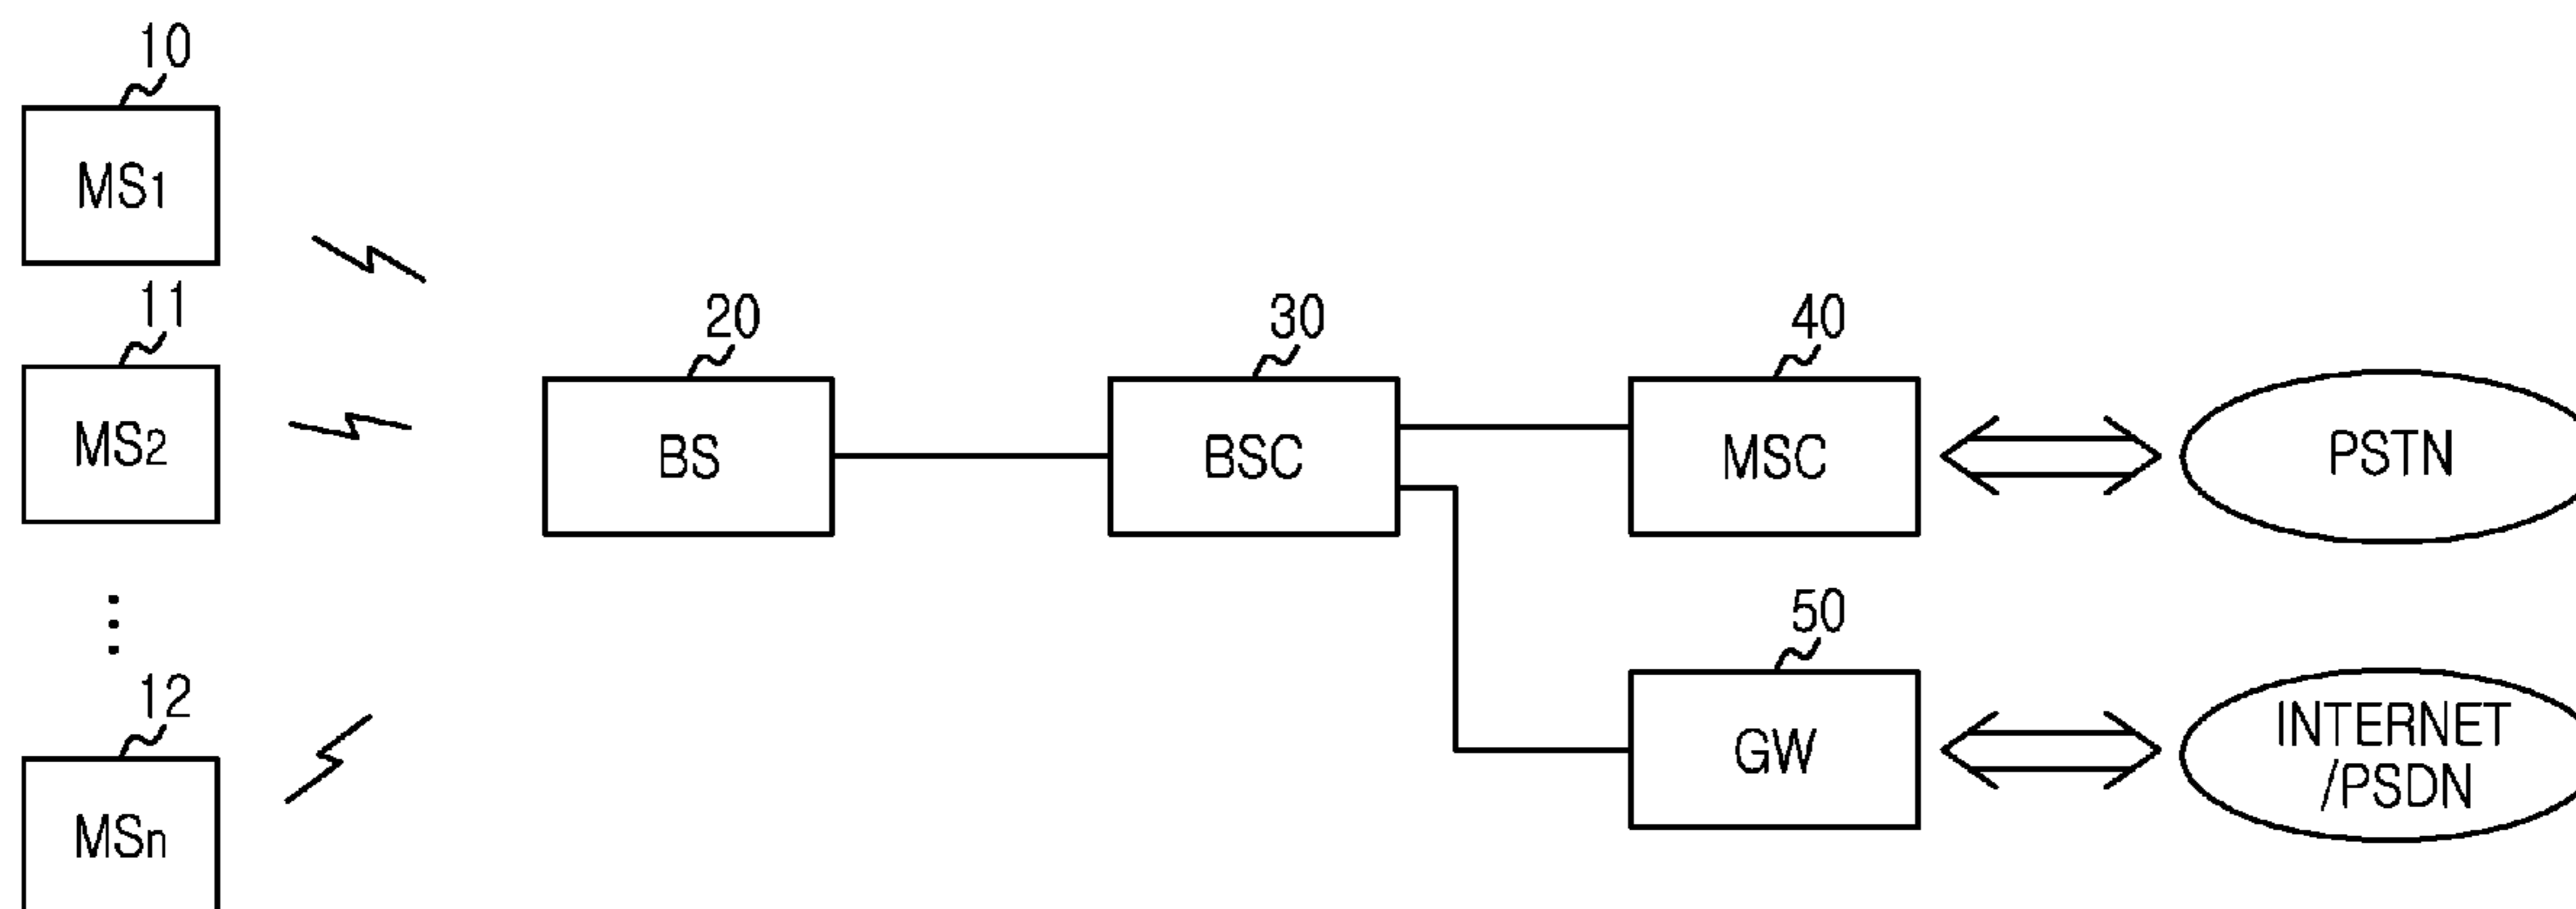 10
MS1
11
MS2
12
MSn
20
BS
30
BSC
40
MSC
PSTN
50
GW
INTERNET
/PSDN